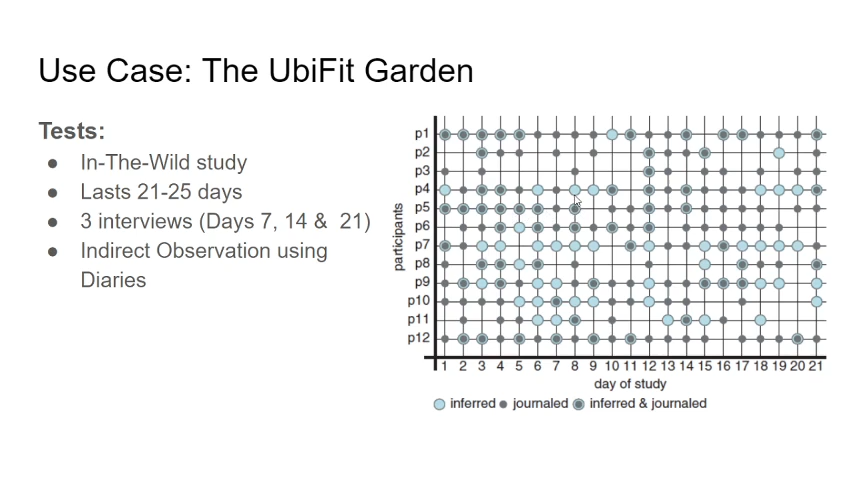 Use Case: The UbiFit Garden
Tests:
● In-The-Wild study
● Lasts 21-25 days
● 3 interviews (Days 7, 14 & 21)
● Indirect Observation using
Diaries
participants
p1
p2
p3
p4
p5
p6
p7
p8
p9
p10
p11
p12
1 2 3 4 5 6 7 8 9 10 11 12 13 14 15 16 17 18 19 20 21
day of study
inferred journaled inferred & journaled